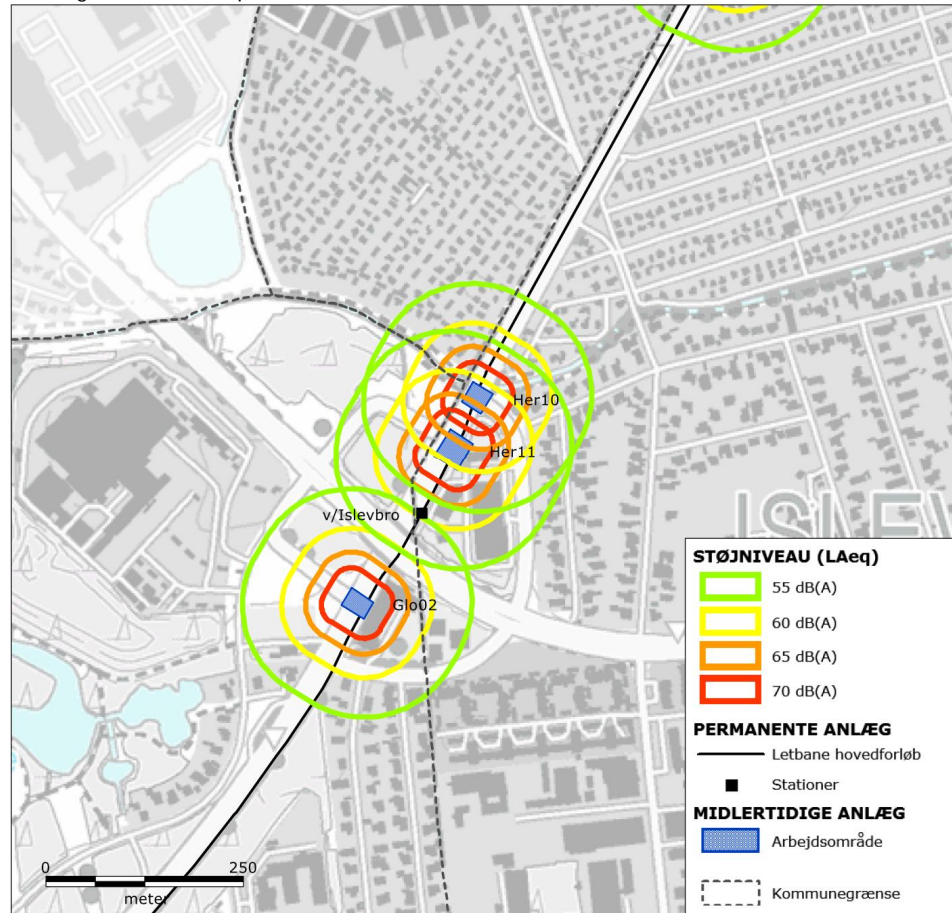 Her10
Her11
v/Islevbro
Glo02
STØJNIVEAU (LAeq)
55 dB(A)
60 dB(A)
65 dB(A)
70 dB(A)
PERMANENTE ANLÆG
Letbane hovedforløb
Stationer
MIDLERTIDIGE ANLÆG
Arbejdsområde
Kommunegrænse
0 250
meter